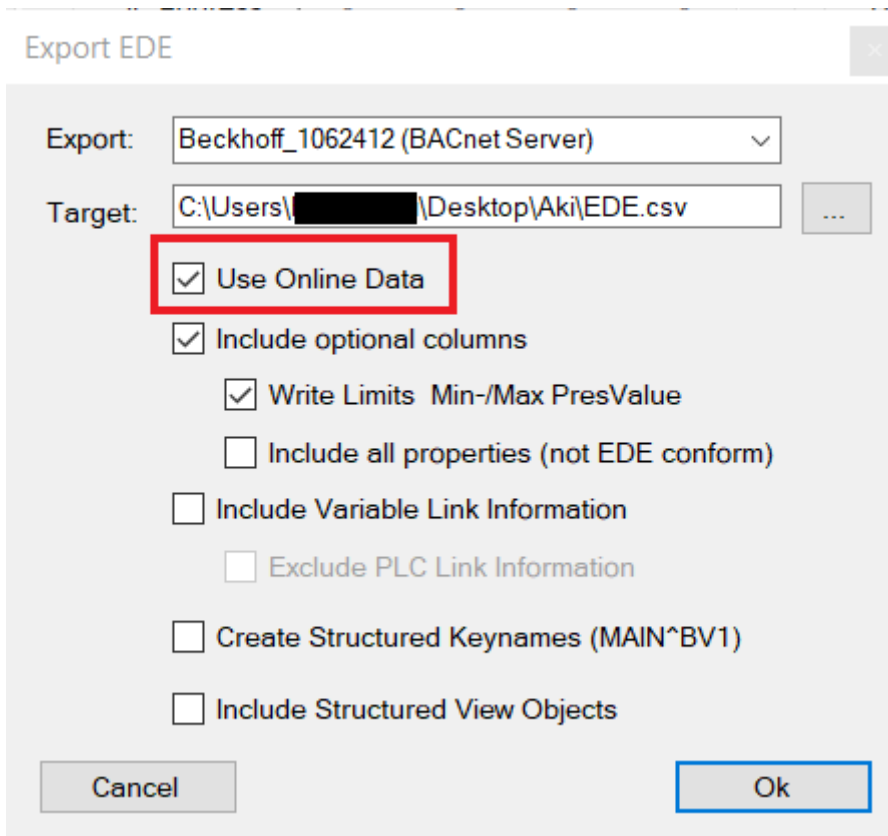 Export EDE
Export: Beckhoff_1062412 (BACnet Server)
Target: C:\Users\ \Desktop\Aki\EDE.csv ...
Use Online Data
Include optional columns
Write Limits Min-/Max PresValue
Include all properties (not EDE conform)
Include Variable Link Information
Exclude PLC Link Information
Create Structured Keynames (MAIN^BV1)
Include Structured View Objects
Cancel Ok